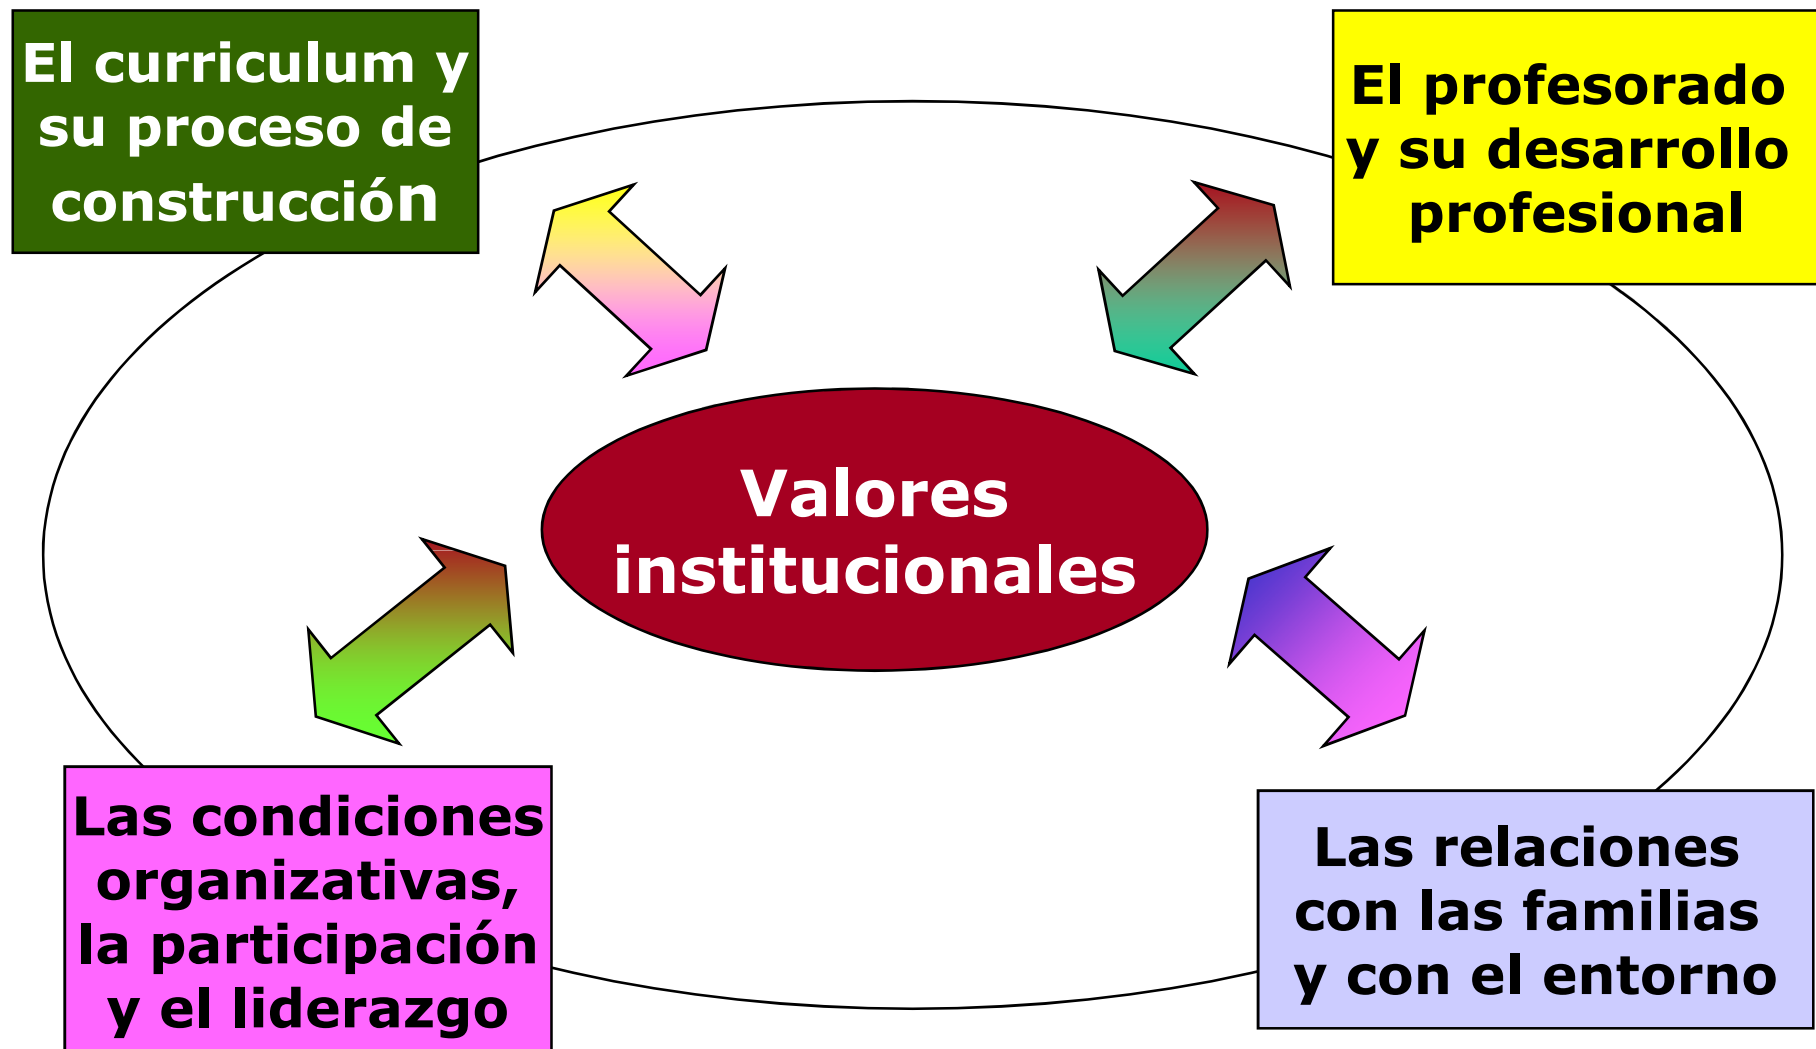 El curriculum y
su proceso de
construcción
El profesorado
y su desarrollo
profesional
Valores
institucionales
Las condiciones
organizativas,
la participación
y el liderazgo
Las relaciones
con las familias
y con el entorno